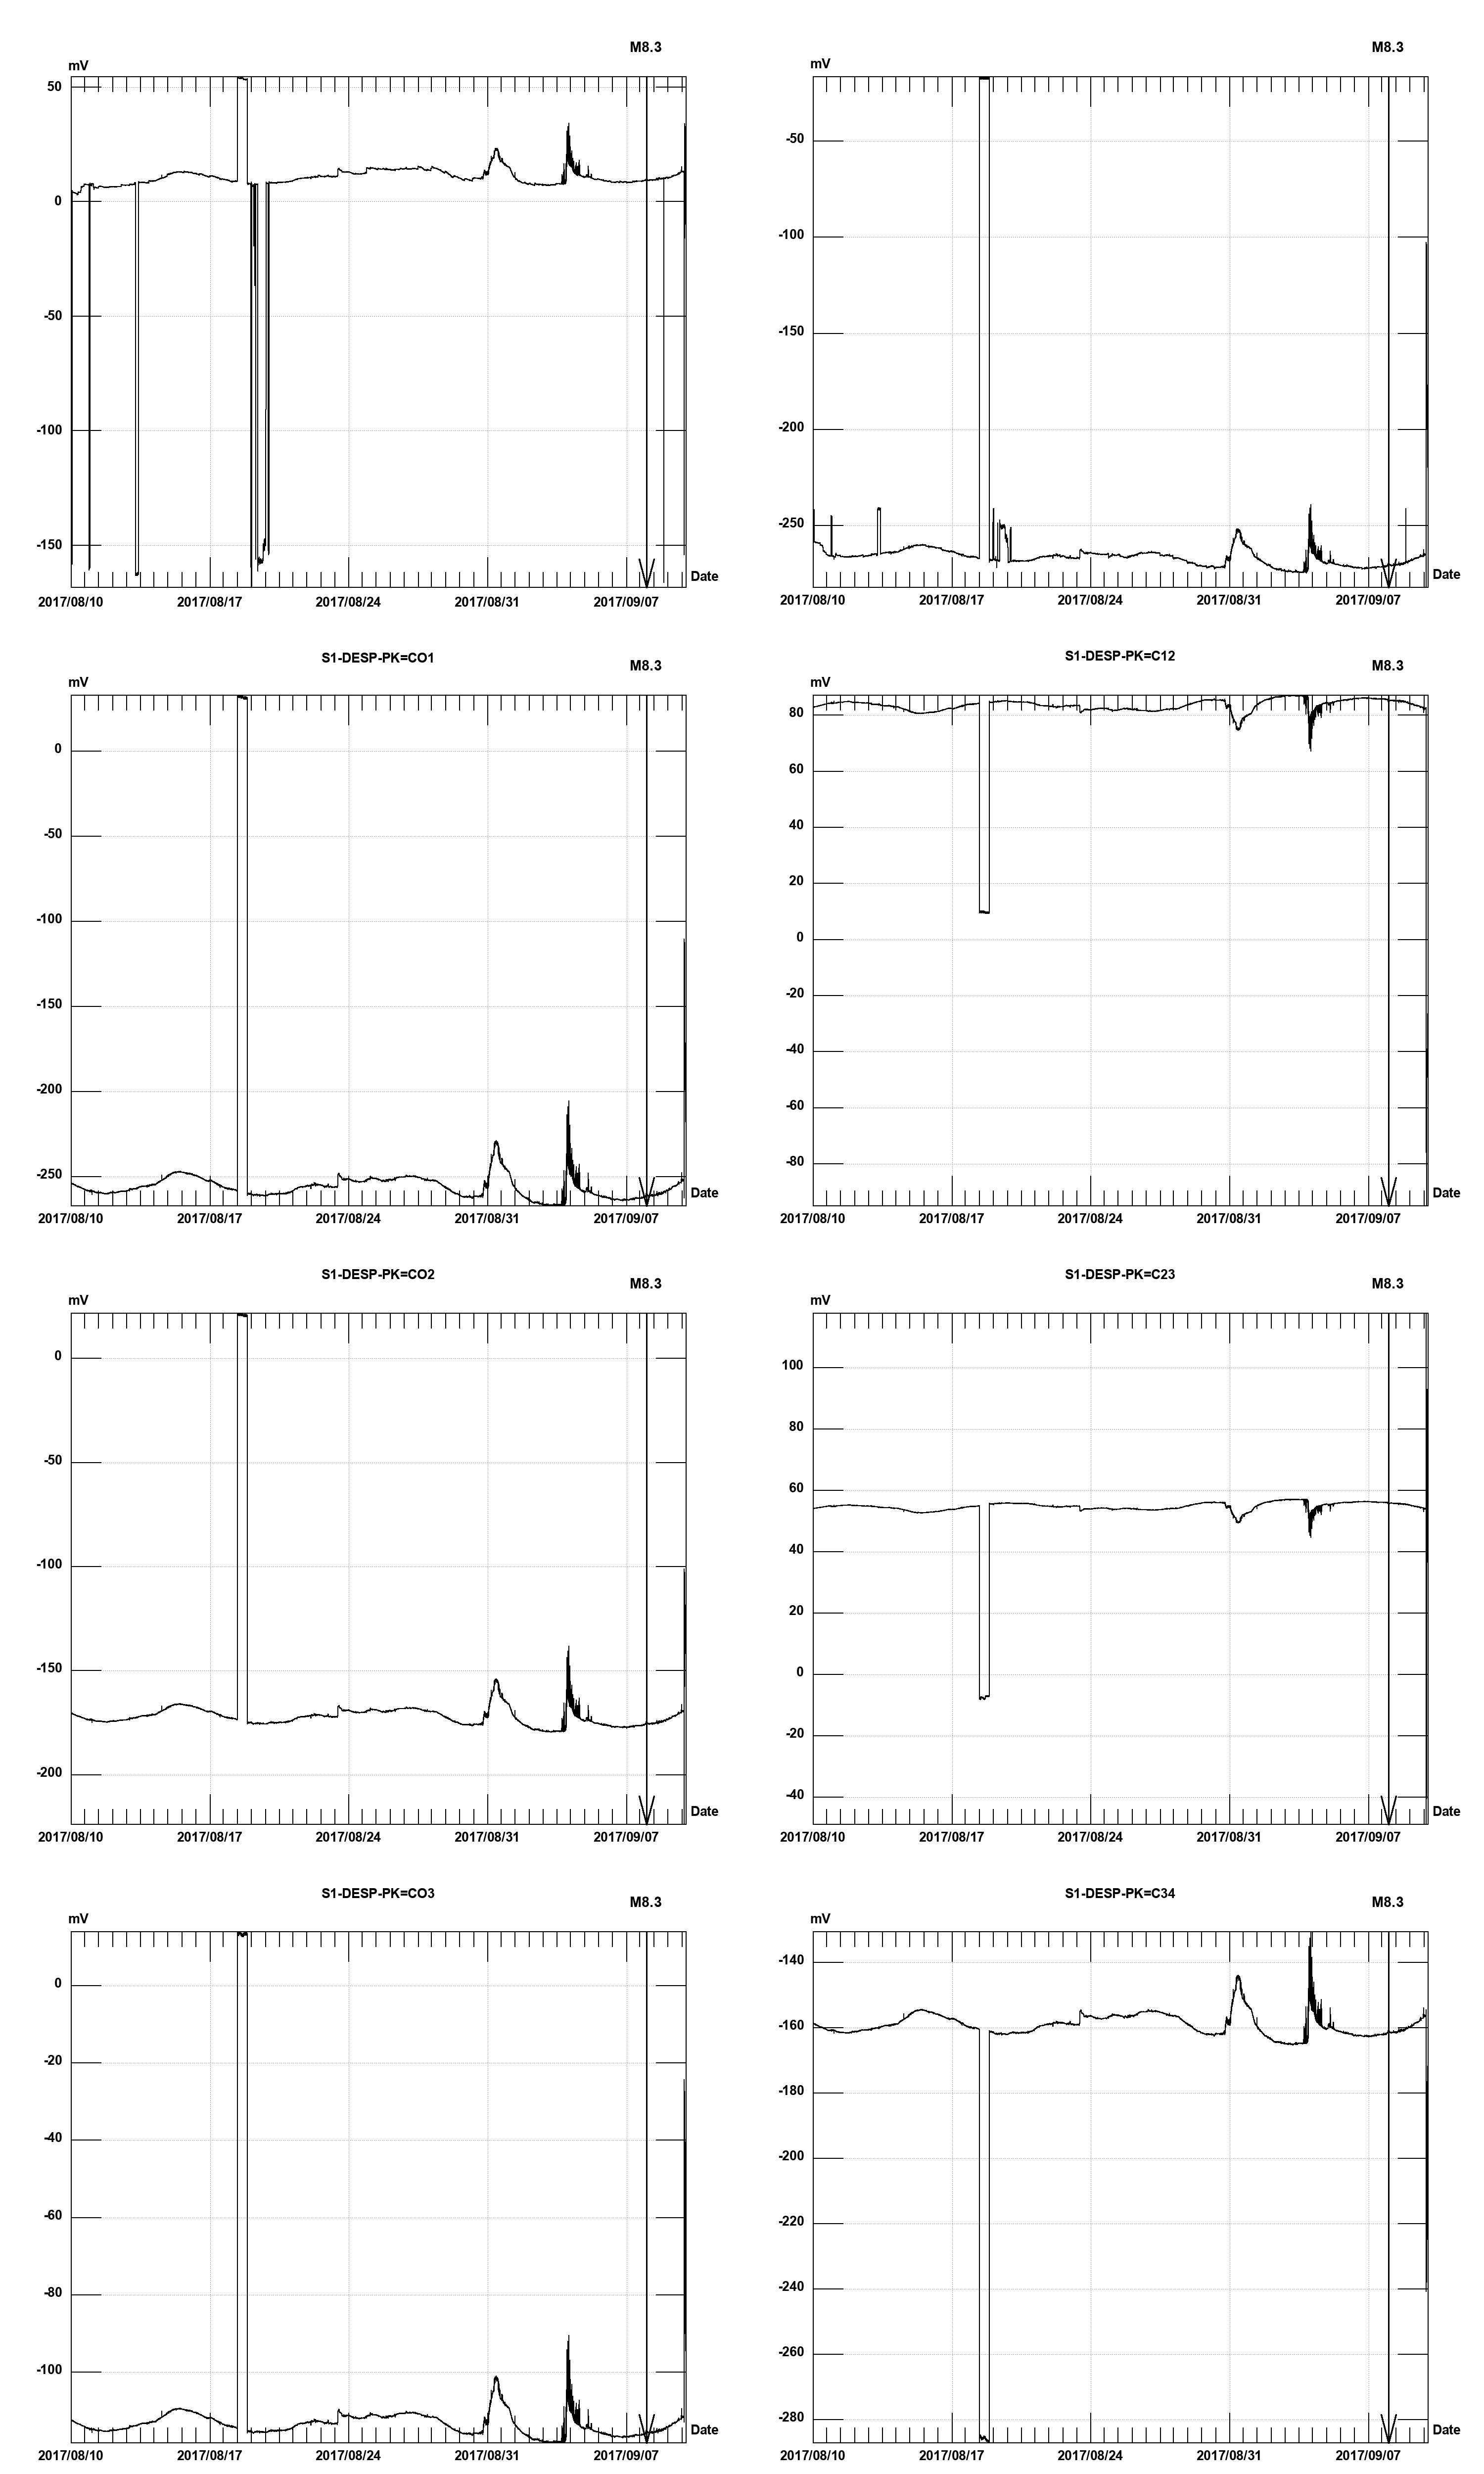 M8.3
mV
50
0
-50
-100
-150
Date
2017/08/10 2017/08/17 2017/08/24 2017/08/31 2017/09/07
M8.3
mV
-50
-100
-150
-200
-250
Date
2017/08/10 2017/08/17 2017/08/24 2017/08/31 2017/09/07
S1-DESP-PK=CO1
M8.3
mV
0
-50
-100
-150
-200
-250
Date
2017/08/10 2017/08/17 2017/08/24 2017/08/31 2017/09/07
S1-DESP-PK=C12
M8.3
mV
80
60
40
20
0
-20
-40
-60
-80
Date
2017/08/10 2017/08/17 2017/08/24 2017/08/31 2017/09/07
S1-DESP-PK=CO2
M8.3
mV
0
-50
-100
-150
-200
Date
2017/08/10 2017/08/17 2017/08/24 2017/08/31 2017/09/07
S1-DESP-PK=C23
M8.3
mV
100
80
60
40
20
0
-20
-40
Date
2017/08/10 2017/08/17 2017/08/24 2017/08/31 2017/09/07
S1-DESP-PK=CO3
M8.3
mV
0
-20
-40
-60
-80
-100
Date
2017/08/10 2017/08/17 2017/08/24 2017/08/31 2017/09/07
S1-DESP-PK=C34
M8.3
mV
-140
-160
-180
-200
-220
-240
-260
-280
Date
2017/08/10 2017/08/17 2017/08/24 2017/08/31 2017/09/07